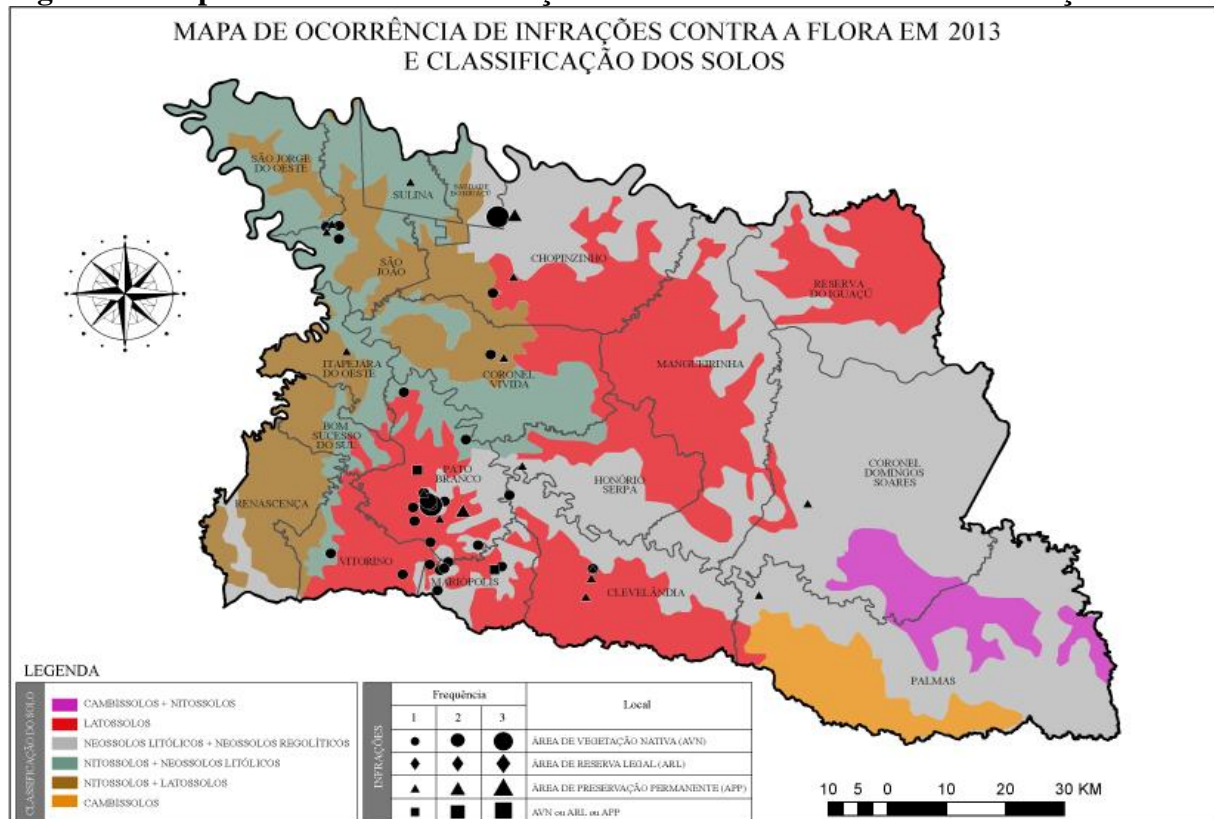 MAPA DE OCORRÊNCIA DE INFRAÇÕES CONTRA A FLORA EM 2013
E CLASSIFICAÇÃO DOS SOLOS
SÃO JORGE
DO OESTE
SULINA
SAUDADE
DO IGUAÇÚ
SÃO
JOÃO
CHOPINZINHO
RESERVA
DO IGUAÇÚ
ITAPEJARA
DO OESTE
CORONEL
VIVIDA
MANGUEIRINHA
BOM
SUCESSO
DO SUL
PATO
BRANCO
HONÓRIO
SERPA
CORONEL
DOMINGOS
SOARES
RENASCENÇA
VITORINO
MARIÓPOLIS
CLEVELÂNDIA
PALMAS
LEGENDA
CLASSIFICAÇÃO DO SOLO
CAMBISSOLOS + NITOSSOLOS
LATOSSOLOS
NEOSSOLOS LITÓLICOS + NEOSSOLOS REGOLÍTICOS
NITOSSOLOS + NEOSSOLOS LITÓLICOS
NITOSSOLOS + LATOSSOLOS
CAMBISSOLOS
INFRAÇÕES
Frequência Local
1 2 3
ÁREA DE VEGETAÇÃO NATIVA (AVN)
ÁREA DE RESERVA LEGAL (ARL)
ÁREA DE PRESERVAÇÃO PERMANENTE (APP)
AVN ou ARL ou APP
10 5 0 10 20 30 KM